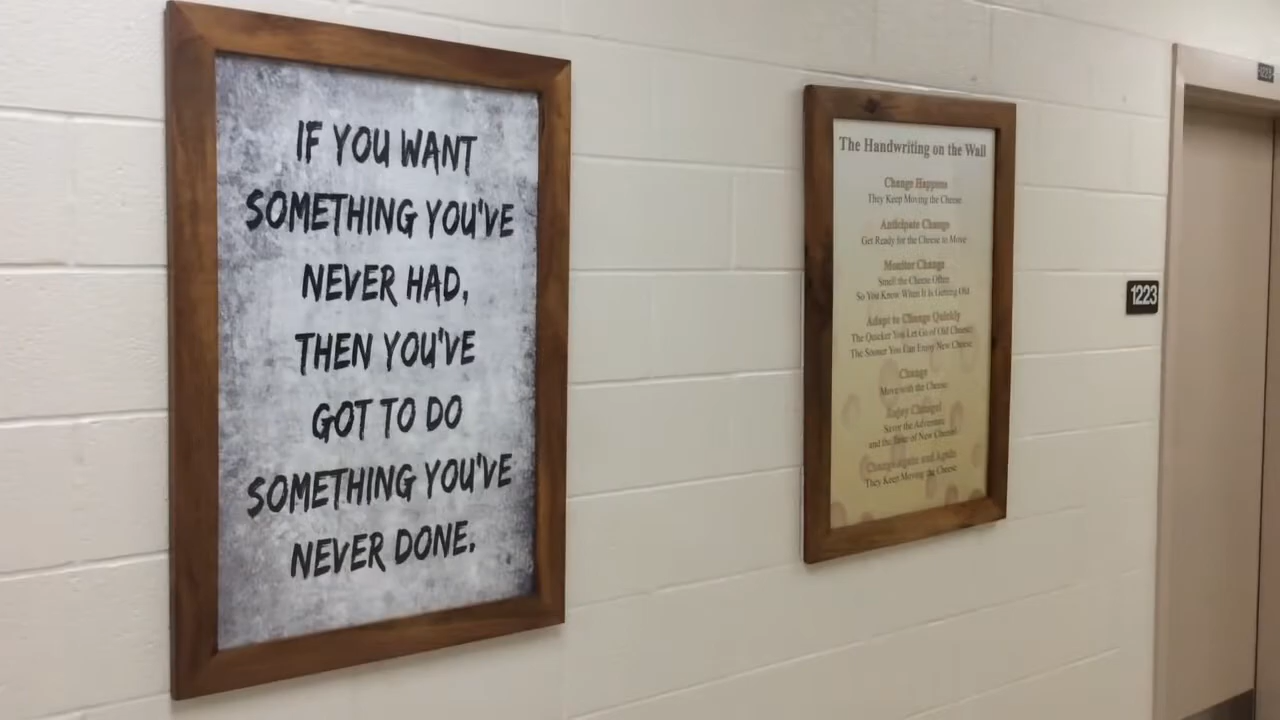 IF YOU WANT
SOMETHING YOU'VE
NEVER HAD,
THEN YOU'VE
GOT TO DO
SOMETHING YOU'VE
NEVER DONE.
The Handwriting on the Wall
Change Happens
They Keep Moving the Cheese
Anticipate Change
Get Ready for the Cheese to Move
Monitor Change
Smell the Cheese Often
So You Know When It Is Getting Old
Adapt to Change Quickly
The Quicker You Let Go of Old Cheese
The Sooner You Can Enjoy New Cheese
Change
Move with the Cheese
Enjoy Change!
Savor the Adventure
and the Taste of New Cheese!
Change Again and Again
They Keep Moving the Cheese
1223
1223